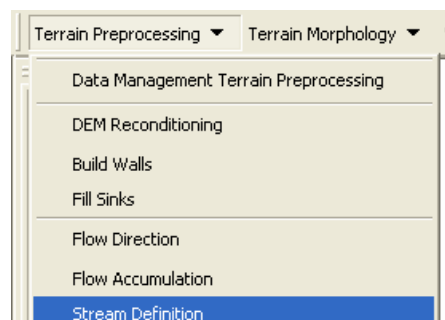 Terrain Preprocessing ▼ Terrain Morphology ▼
Data Management Terrain Preprocessing
DEM Reconditioning
Build Walls
Fill Sinks
Flow Direction
Flow Accumulation
Stream Definition